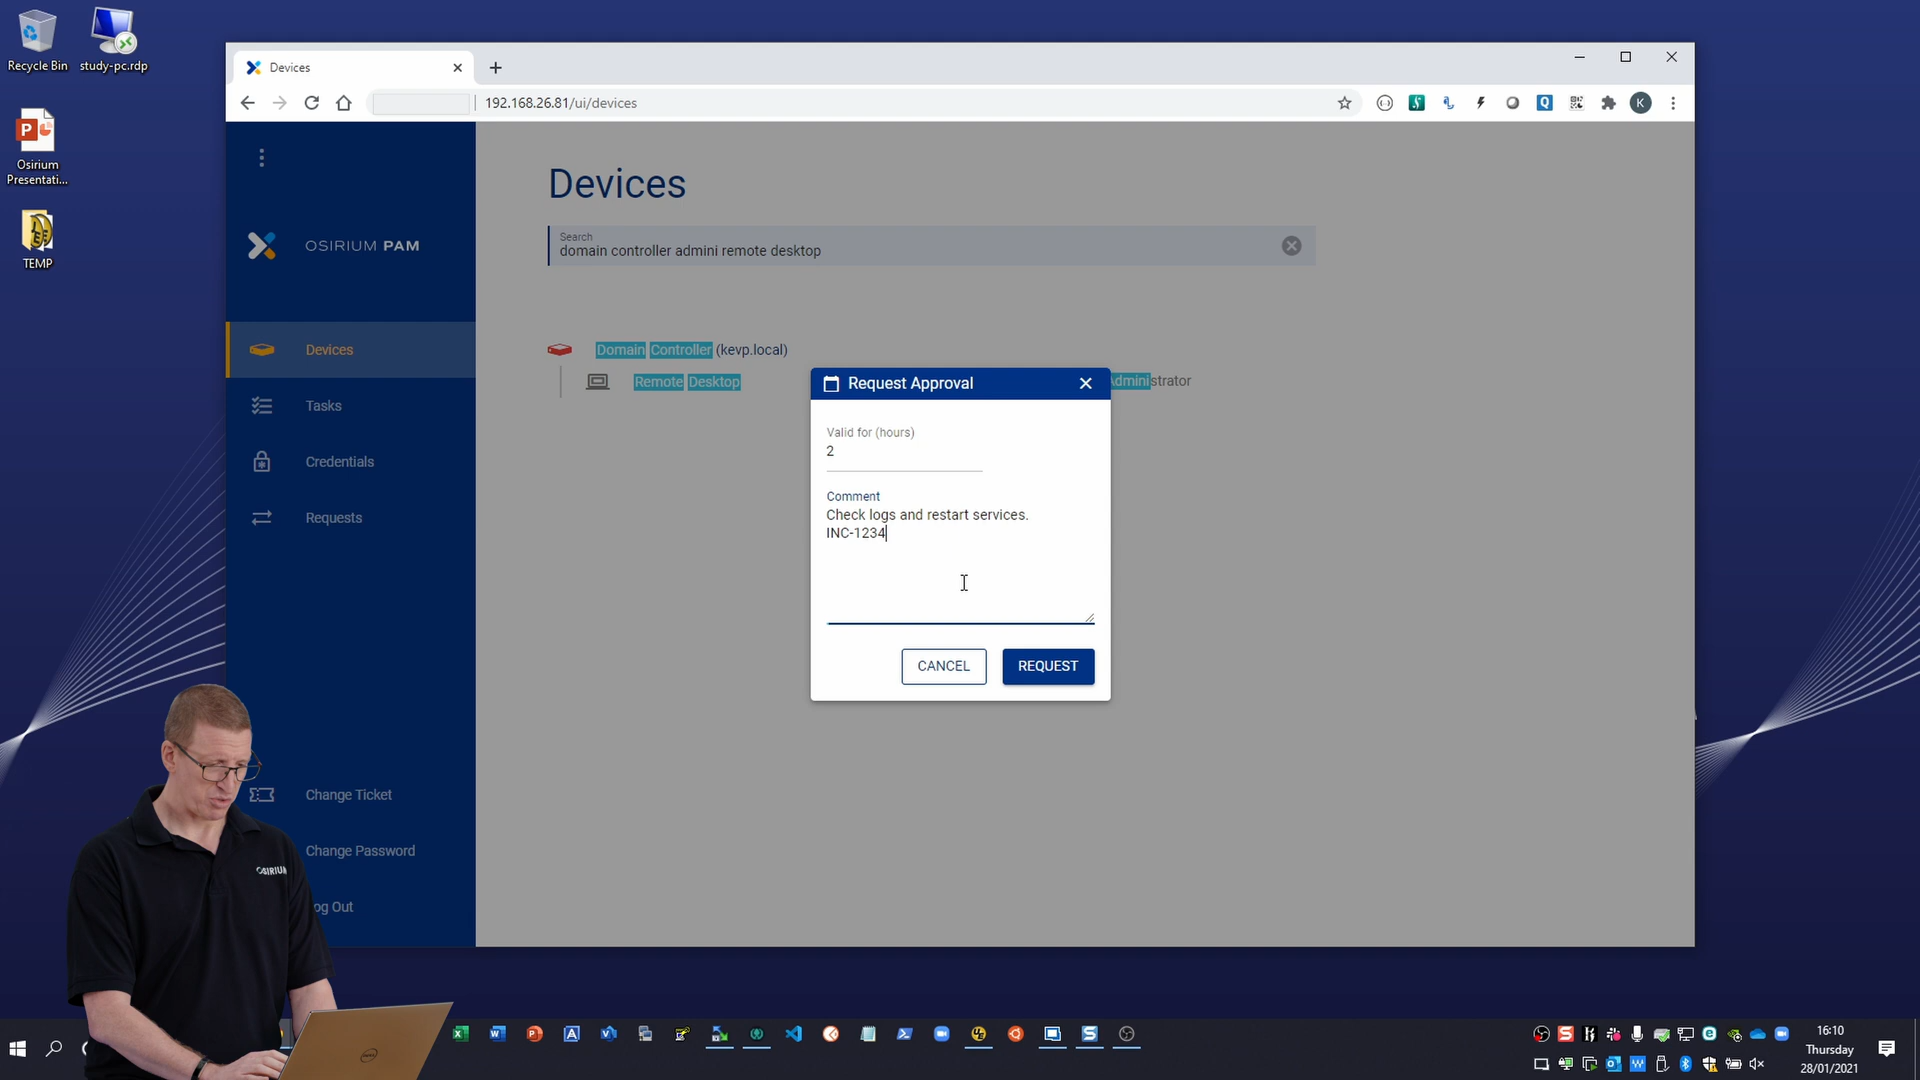 Recycle Bin
study-pc.rdp
Osirium
Presentati...
TEMP
Devices
192.168.26.81/ui/devices
K
OSIRIUM PAM
Devices
Tasks
Credentials
Requests
Change Ticket
Change Password
og Out
Devices
Search
domain controller admini remote desktop
Domain Controller (kevp.local)
Remote Desktop
Administrator
Request Approval
Valid for (hours)
2
Comment
Check logs and restart services.
INC-1234
CANCEL
REQUEST
OSIRIUM
DELL
16:10
Thursday
28/01/2021